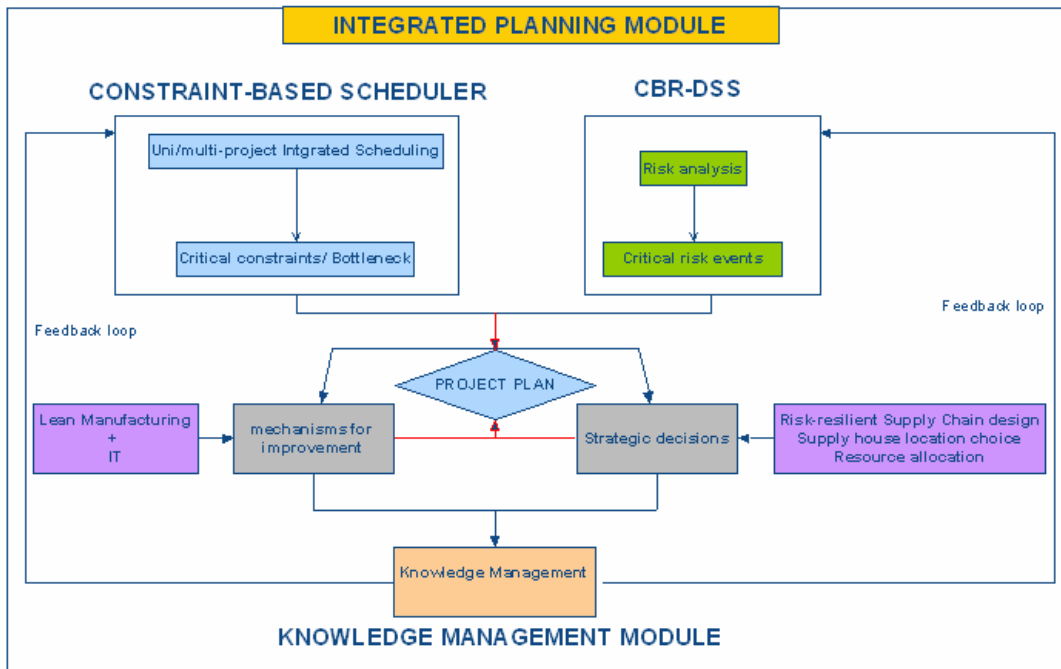 INTEGRATED PLANNING MODULE
CONSTRAINT-BASED SCHEDULER
CBR-DSS
Uni/multi-project Intgrated Scheduling
Risk analysis
Critical constraints/ Bottleneck
Critical risk events
Feedback loop
Feedback loop
PROJECT PLAN
Lean Manufacturing
+
IT
mechanisms for
improvement
Strategic decisions
Risk-resilient Supply Chain design
Supply house location choice
Resource allocation
Knowledge Management
KNOWLEDGE MANAGEMENT MODULE